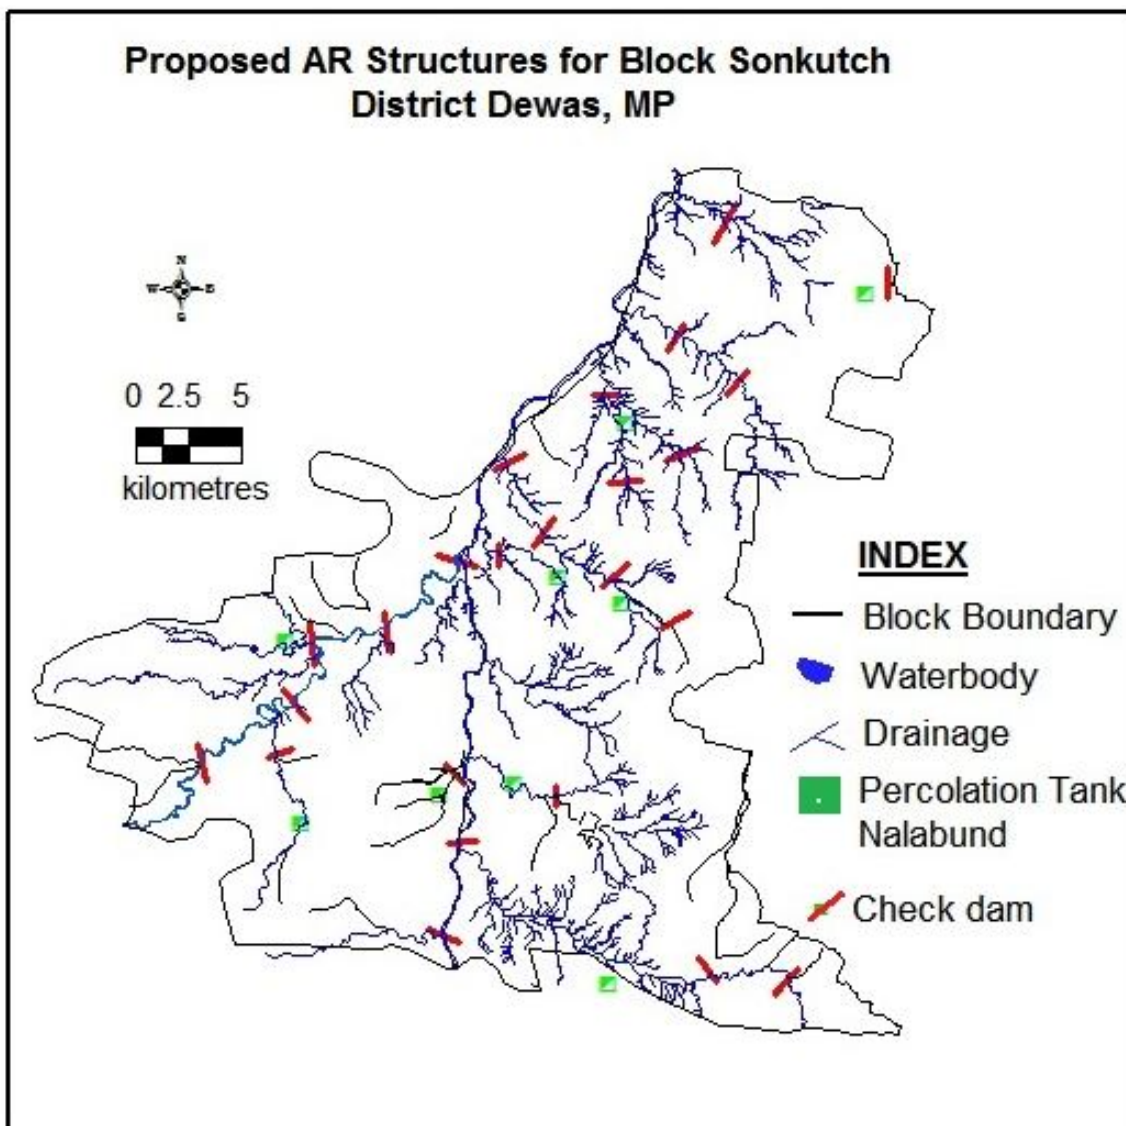 Proposed AR Structures for Block Sonkutch
District Dewas, MP
N
W E
S
0 2.5 5
kilometres
INDEX
Block Boundary
Waterbody
Drainage
Percolation Tank
Nalabund
Check dam